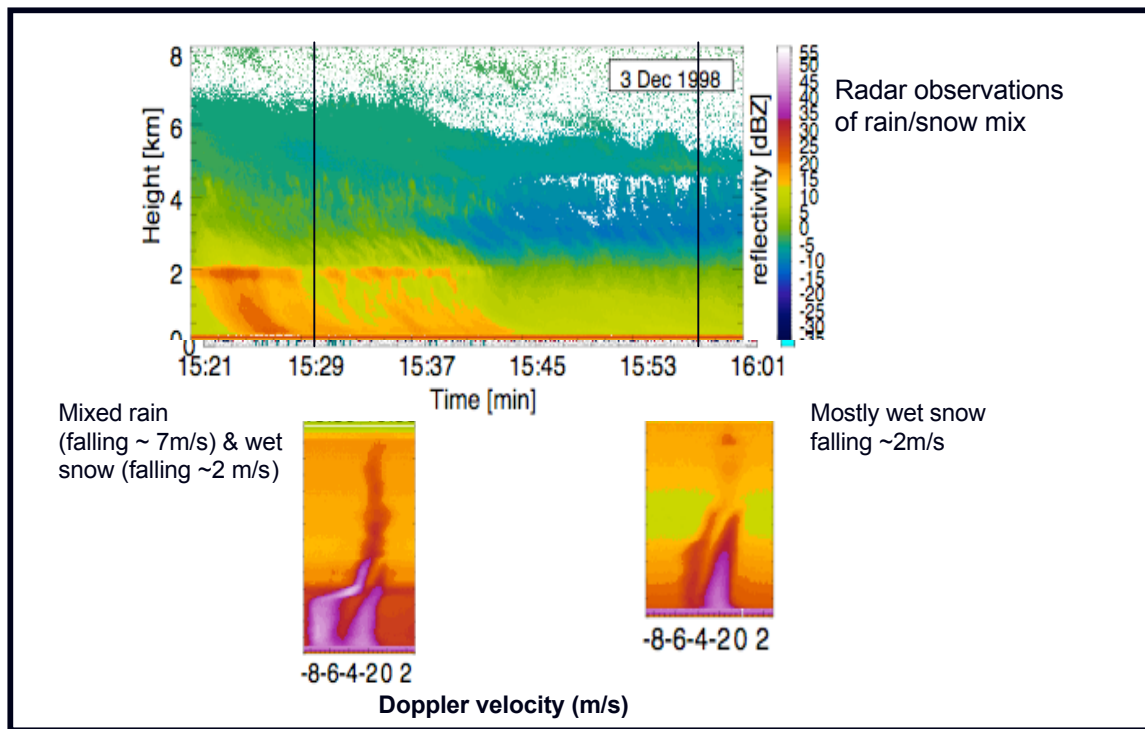 8
6
4
2
0
0
Height [km]
3 Dec 1998
15:21 15:29 15:37 15:45 15:53 16:01
Time [min]
reflectivity [dBZ]
55
50
45
40
35
30
25
20
15
10
5
0
-5
-10
-15
-20
-25
-30
-35
Radar observations
of rain/snow mix
Mixed rain
(falling ~ 7m/s) & wet
snow (falling ~2 m/s)
Mostly wet snow
falling ~2m/s
-8-6-4-20 2
-8-6-4-20 2
Doppler velocity (m/s)